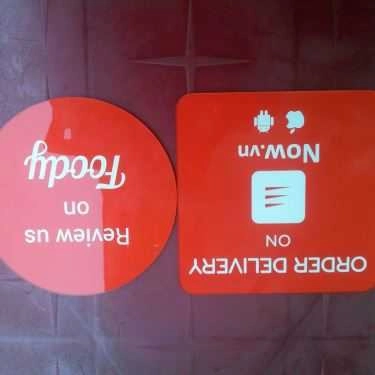 Review us
on
Foody
ORDER DELIVERY
ON
Now.vn